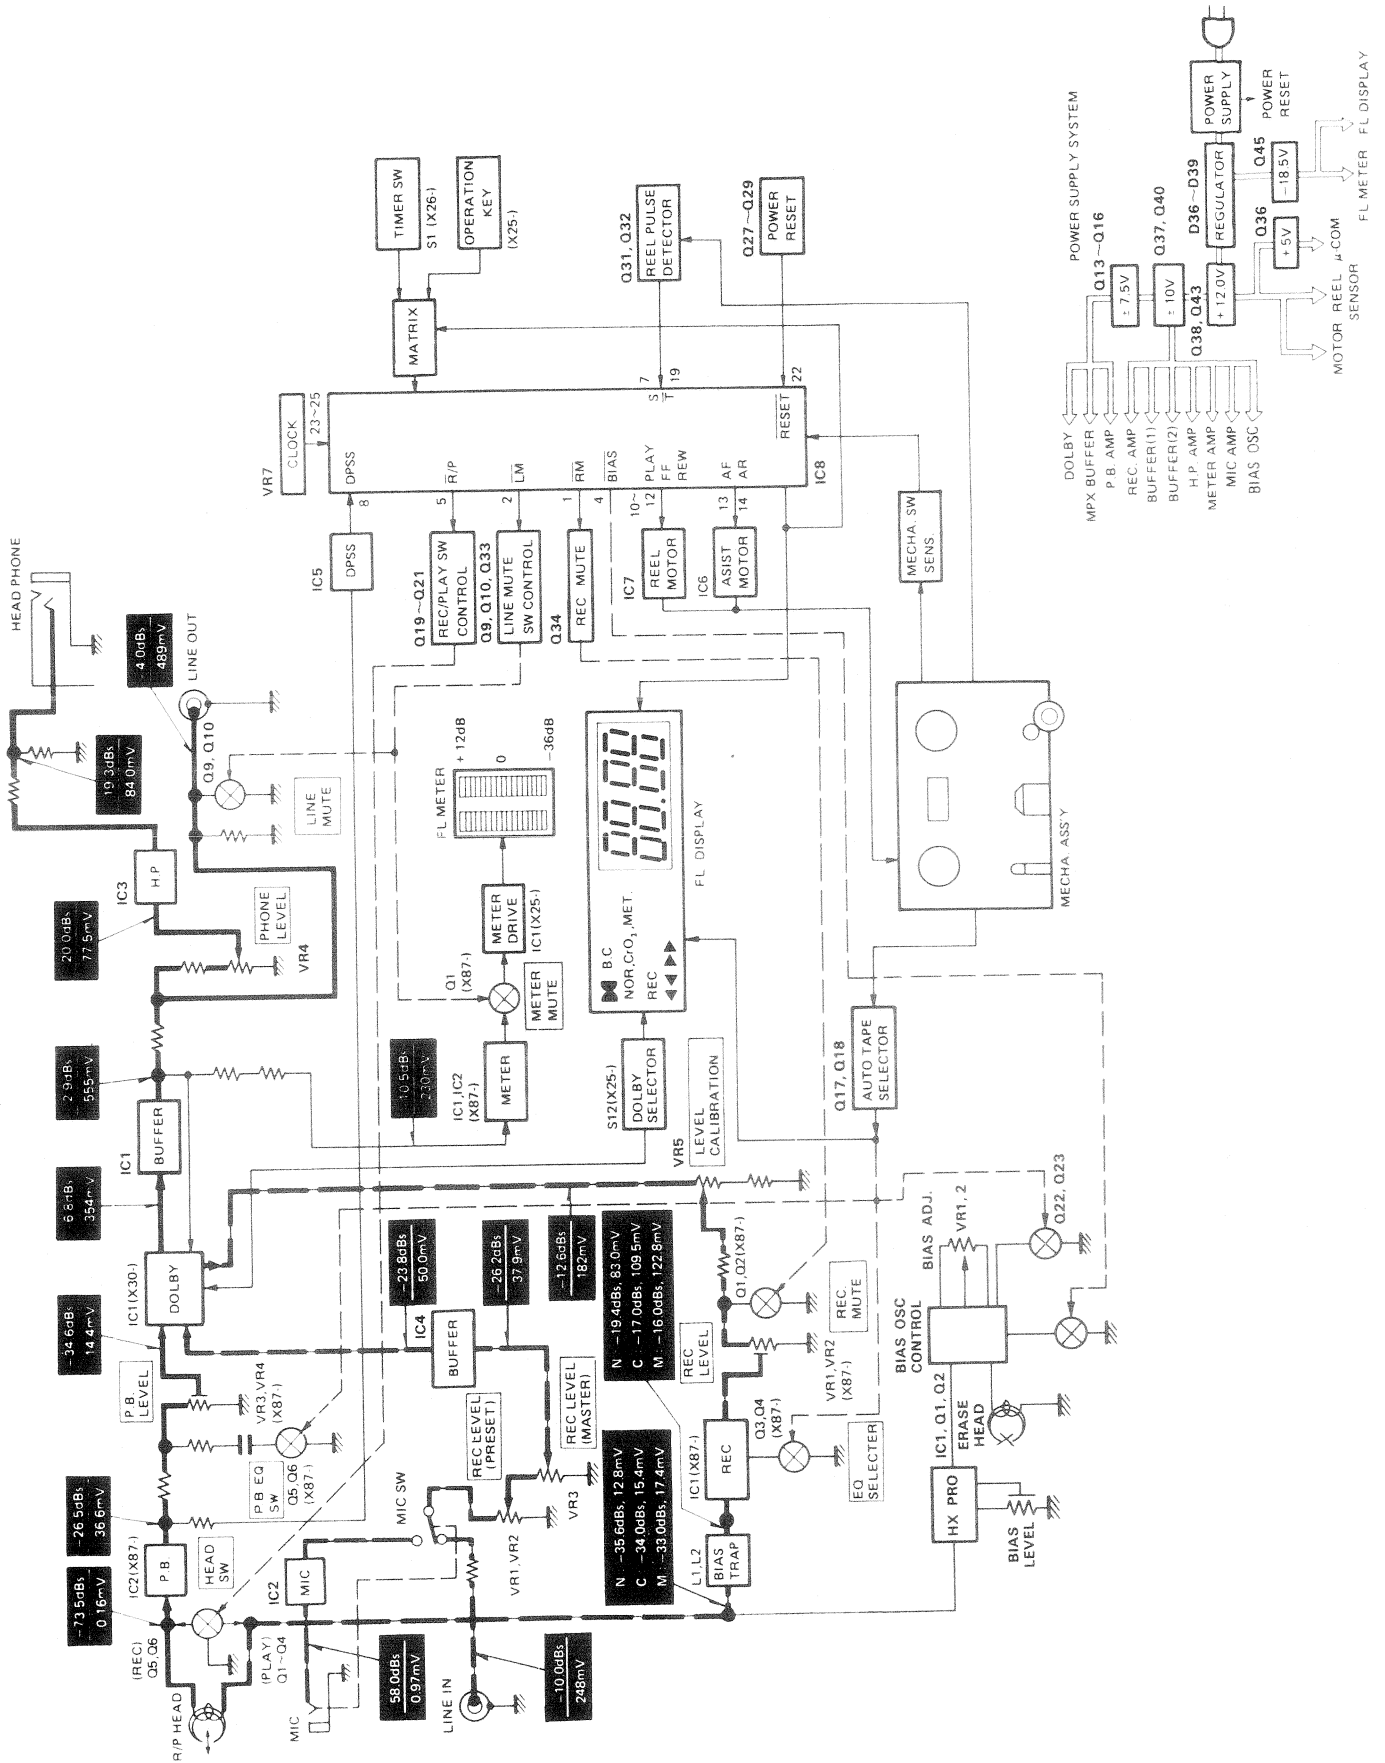 R/P HEAD
(REC)
Q5,Q6
-73.5dBs
0.16mV
IC2(X87-)
P.B.
-26.5dBs
36.6mV
HEAD
SW
(PLAY)
Q1~Q4
P.B EQ
SW
Q5,Q6
(X87-)
P.B.
LEVEL
VR3,VR4
(X87-)
-34.6dBs
14.4mV
IC1(X30-)
DOLBY
6.8dBs
354mV
IC1
BUFFER
2.9dBs
555mV
20.0dBs
77.5mV
PHONE
LEVEL
VR4
IC3
H.P
19.3dBs
84.0mV
HEAD PHONE
-4.0dBs
489mV
LINE OUT
Q9, Q10
LINE
MUTE
MIC
58.0dBs
0.97mV
IC2
MIC
MIC SW
LINE IN
-10.0dBs
248mV
VR1,VR2
REC LEVEL
(PRESET)
REC LEVEL
(MASTER)
VR3
BUFFER
IC4
-23.8dBs
50.0mV
-26.2dBs
37.9mV
-12.6dBs
182mV
VR5
LEVEL
CALIBRATION
10.5dBs
230mV
IC1,IC2
(X87-)
METER
Q1
(X87-)
METER
MUTE
METER
DRIVE
IC1(X25-)
FL METER
+12dB
0
-36dB
S12(X25-)
DOLBY
SELECTOR
B.C
NOR,CrO₂,MET.
REC
FL DISPLAY
N : -35.6dBs, 12.8mV
C : -34.0dBs, 15.4mV
M : -33.0dBs, 17.4mV
N : -19.4dBs, 83.0mV
C : -17.0dBs, 109.5mV
M : -16.0dBs, 122.8mV
L1,L2
BIAS
TRAP
IC1(X87-)
REC
Q3,Q4
(X87-)
EQ
SELECTER
REC
LEVEL
VR1,VR2
(X87-)
Q1,Q2(X87-)
REC.
MUTE
HX PRO
BIAS
LEVEL
IC1, Q1, Q2
ERASE
HEAD
BIAS OSC
CONTROL
BIAS ADJ.
VR1, 2
Q22, Q23
Q17, Q18
AUTO TAPE
SELECTOR
MECHA. ASS'Y
MECHA. SW
SENS.
IC5
DPSS
Q19~Q21
REC/PLAY SW
CONTROL
Q9, Q10, Q33
LINE MUTE
SW CONTROL
Q34
REC MUTE
IC7
REEL
MOTOR
IC6
ASIST
MOTOR
8
5
2
1
4
10~
12
13
14
VR7
CLOCK
23~25
DPSS
R/P
LM
RM
BIAS
PLAY
FF
REW
AF
AR
IC8
S
T
RESET
7
19
22
MATRIX
TIMER SW
S1 (X26-)
OPERATION
KEY
(X25-)
Q31, Q32
REEL PULSE
DETECTOR
Q27~Q29
POWER
RESET
POWER SUPPLY SYSTEM
DOLBY
MPX BUFFER
P.B. AMP
REC. AMP
BUFFER(1)
BUFFER(2)
H.P. AMP
METER AMP
MIC AMP
BIAS OSC
Q13~Q16
± 7.5V
Q37, Q40
± 10V
Q38, Q43
+12.0V
D36~D39
REGULATOR
POWER
SUPPLY
POWER
RESET
Q36
+5V
Q45
-18.5V
MOTOR
REEL
SENSOR
μ-COM
FL METER
FL DISPLAY